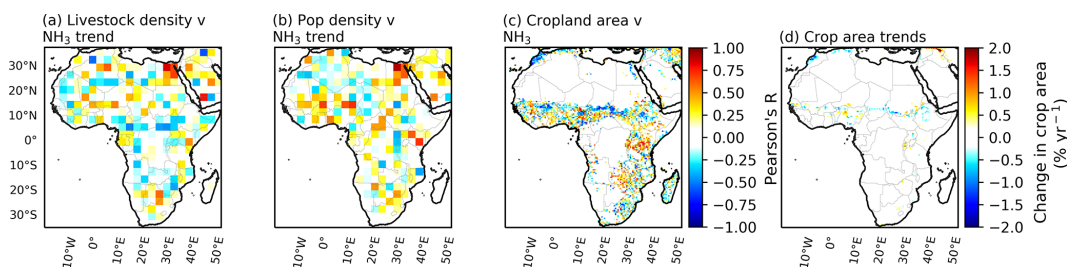 (a) Livestock density v
NH₃ trend
(b) Pop density v
NH₃ trend
(c) Cropland area v
NH₃
(d) Crop area trends
30°N
20°N
10°N
0°
10°S
20°S
30°S
10°W
0°
10°E
20°E
30°E
40°E
50°E
10°W
0°
10°E
20°E
30°E
40°E
50°E
10°W
0°
10°E
20°E
30°E
40°E
50°E
1.00
0.75
0.50
0.25
0.00
−0.25
−0.50
−0.75
−1.00
Pearson's R
10°W
0°
10°E
20°E
30°E
40°E
50°E
2.0
1.5
1.0
0.5
0.0
−0.5
−1.0
−1.5
−2.0
Change in crop area
(% yr⁻¹)